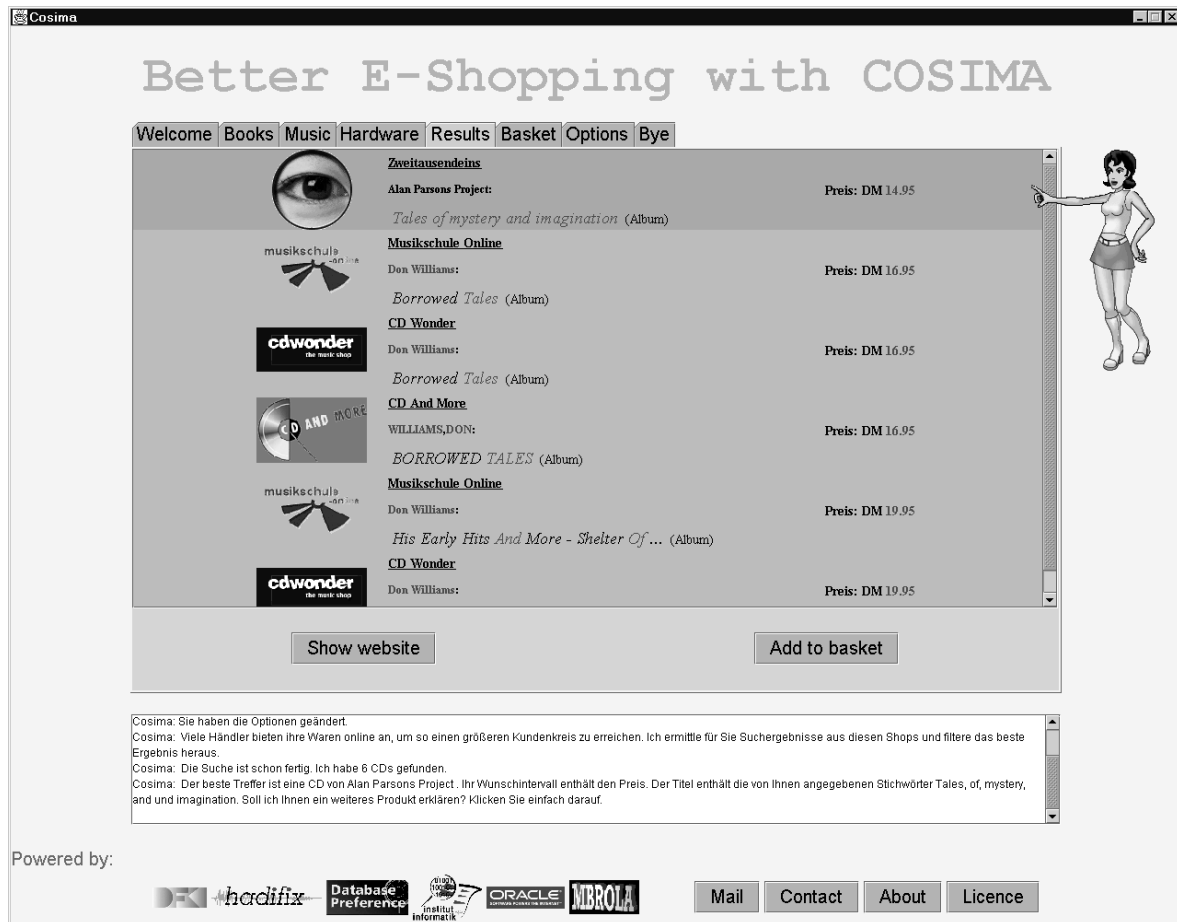 Cosima
Better E-Shopping with COSIMA
Welcome Books Music Hardware Results Basket Options Bye
Zweitausendeins
Alan Parsons Project:
Preis: DM 14.95
Tales of mystery and imagination (Album)
musikschule
-online
Musikschule Online
Don Williams:
Preis: DM 16.95
Borrowed Tales (Album)
cdwonder
the music shop
CD Wonder
Don Williams:
Preis: DM 16.95
Borrowed Tales (Album)
CD AND MORE
CD And More
WILLIAMS,DON:
Preis: DM 16.95
BORROWED TALES (Album)
musikschule
-online
Musikschule Online
Don Williams:
Preis: DM 19.95
His Early Hits And More - Shelter Of ... (Album)
cdwonder
the music shop
CD Wonder
Don Williams:
Preis: DM 19.95
Show website
Add to basket
Cosima: Sie haben die Optionen geändert.
Cosima: Viele Händler bieten ihre Waren online an, um so einen größeren Kundenkreis zu erreichen. Ich ermittle für Sie Suchergebnisse aus diesen Shops und filtere das beste
Ergebnis heraus.
Cosima: Die Suche ist schon fertig. Ich habe 6 CDs gefunden.
Cosima: Der beste Treffer ist eine CD von Alan Parsons Project . Ihr Wunschintervall enthält den Preis. Der Titel enthält die von Ihnen angegebenen Stichwörter Tales, of, mystery,
and und imagination. Soll ich Ihnen ein weiteres Produkt erklären? Klicken Sie einfach darauf.
Powered by:
DFKI
hadifix
Database
Preference
institut
informatik
ORACLE
SOFTWARE POWERS THE INTERNET
MBROLA
Mail Contact About Licence